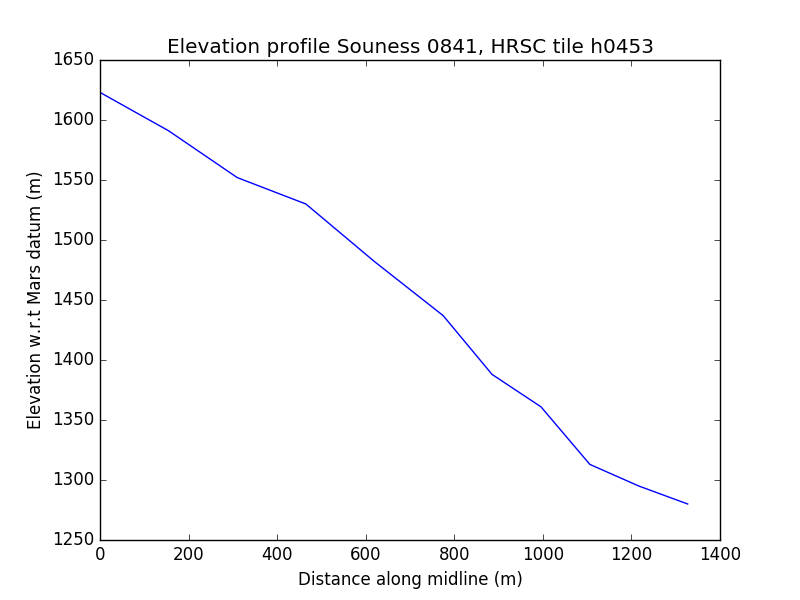 Elevation profile Souness 0841, HRSC tile h0453
1650
1600
1550
1500
1450
1400
1350
1300
1250
Elevation w.r.t Mars datum (m)
0 200 400 600 800 1000 1200 1400
Distance along midline (m)